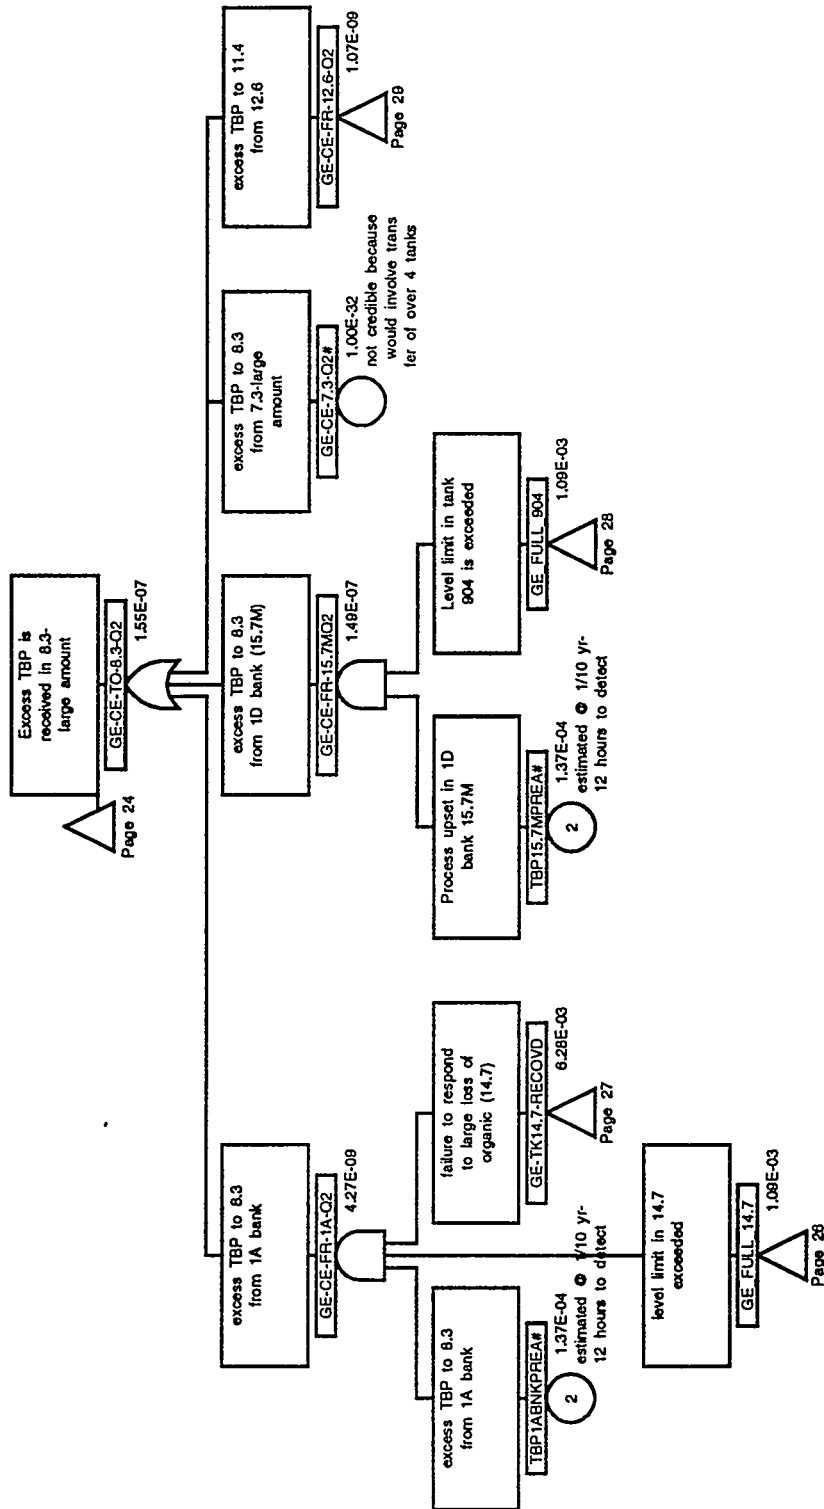 Excess TBP is
received in 8.3-
large amount
GE-CE-TO-8.3-Q2
1.55E-07
Page 24
excess TBP to 8.3
from 1A bank
GE-CE-FR-1A-Q2
4.27E-09
excess TBP to 8.3
from 1D bank (15.7M)
GE-CE-FR-15.7MQ2
1.49E-07
excess TBP to 8.3
from 7.3-large
amount
GE-CE-7.3-Q2#
1.00E-32
not credible because
would involve trans
fer of over 4 tanks
excess TBP to 11.4
from 12.6
GE-CE-FR-12.6-Q2
1.07E-09
Page 29
excess TBP to 8.3
from 1A bank
TBP1ABNKPREA#
2
1.37E-04
estimated @ 1/10 yr-
12 hours to detect
failure to respond
to large loss of
organic (14.7)
GE-TK14.7-RECOVD
6.28E-03
Page 27
Process upset in 1D
bank 15.7M
TBP15.7MPREA#
2
1.37E-04
estimated @ 1/10 yr-
12 hours to detect
Level limit in tank
904 is exceeded
GE_FULL_904
1.09E-03
Page 28
level limit in 14.7
exceeded
GE_FULL_14.7
1.09E-03
Page 26